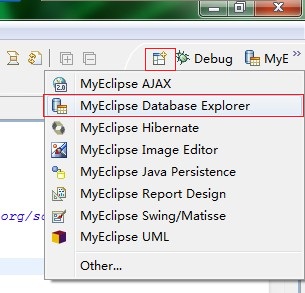 Debug MyE »
MyEclipse AJAX
MyEclipse Database Explorer
MyEclipse Hibernate
MyEclipse Image Editor
MyEclipse Java Persistence
MyEclipse Report Design
MyEclipse Swing/Matisse
MyEclipse UML
org/s
Other...